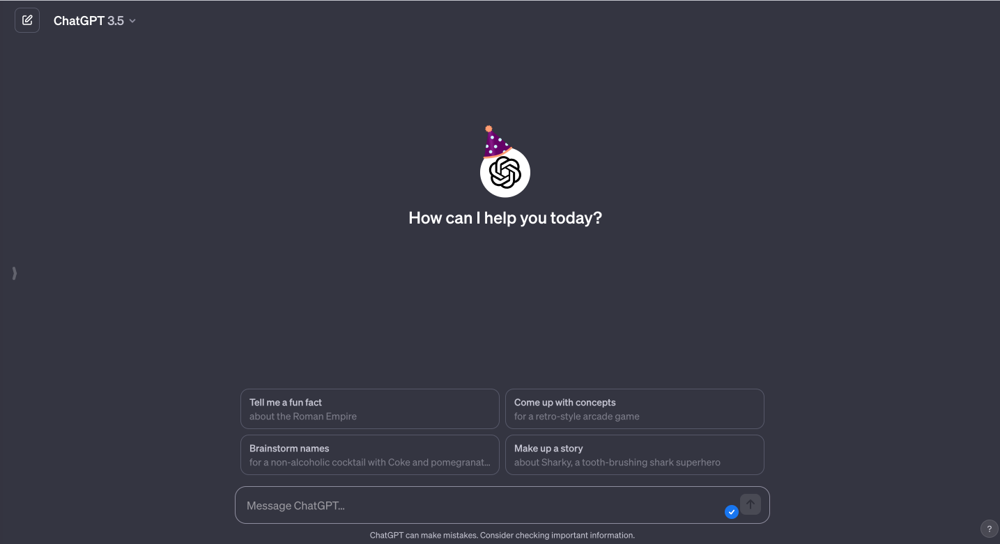 ChatGPT 3.5
How can I help you today?
Tell me a fun fact
about the Roman Empire
Come up with concepts
for a retro-style arcade game
Brainstorm names
for a non-alcoholic cocktail with Coke and pomegranat...
Make up a story
about Sharky, a tooth-brushing shark superhero
Message ChatGPT...
ChatGPT can make mistakes. Consider checking important information.
?